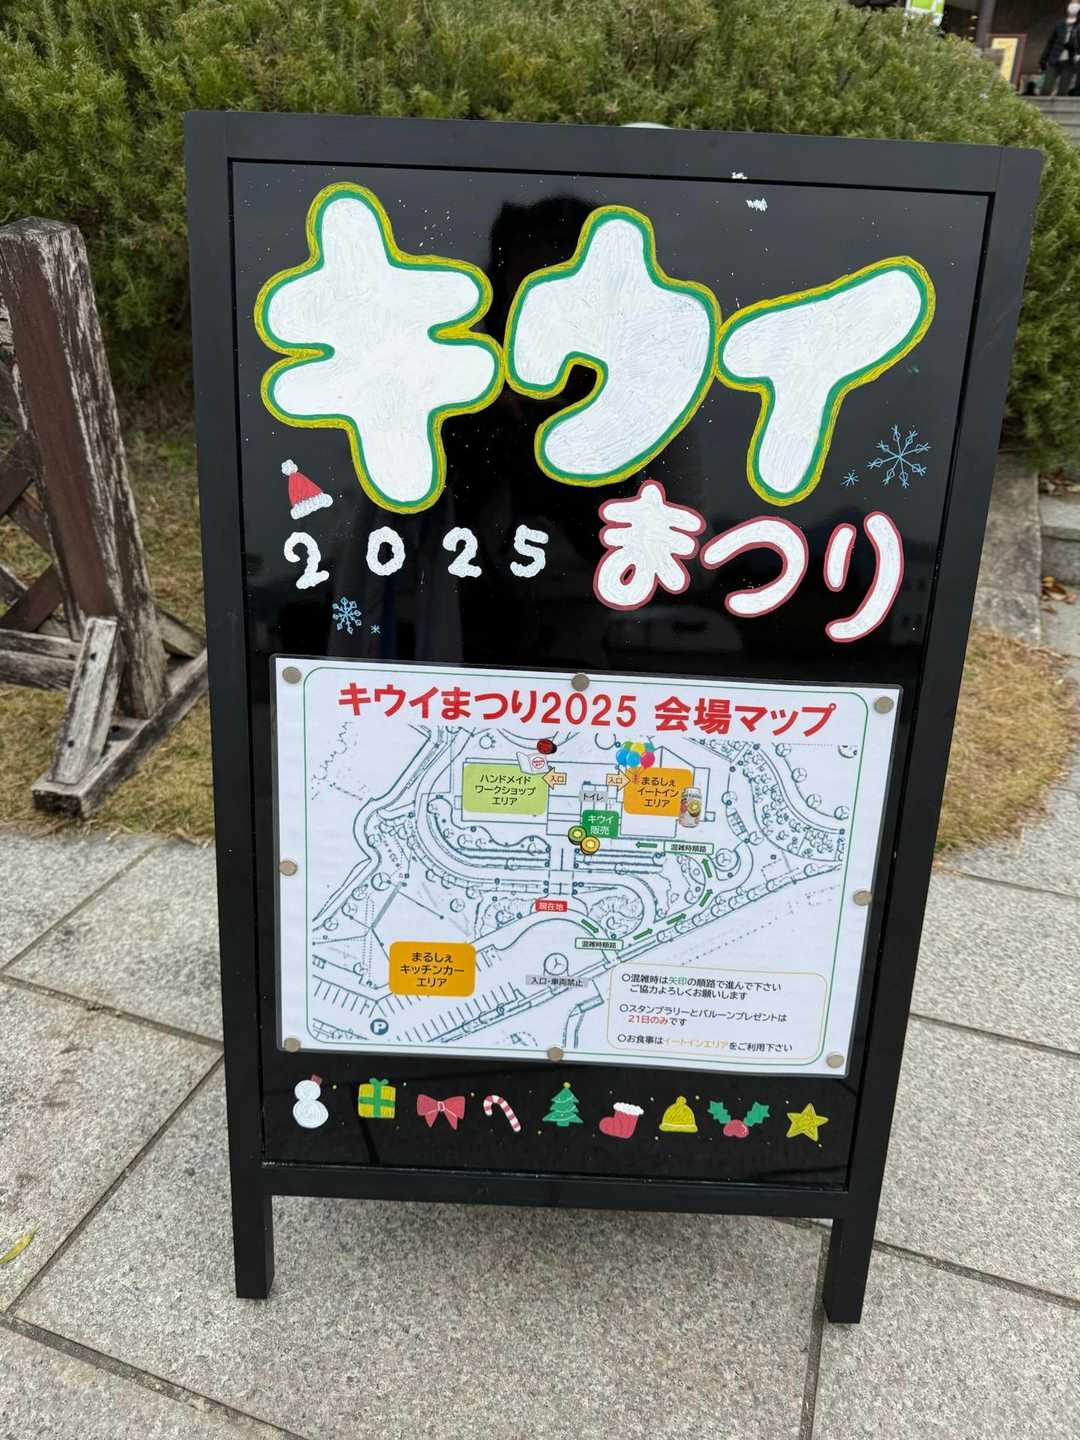 キウイ
2025 まつり
キウイまつり2025 会場マップ
ハンドメイド
ワークショップ
エリア
入口
入口
まるしぇ
イートイン
エリア
トイレ
キウイ
販売
混雑時順路
現在地
混雑時順路
まるしぇ
キッチンカー
エリア
入口・車両禁止
P
〇混雑時は矢印の順路で進んで下さい
ご協力よろしくお願いします
〇スタンプラリーとバルーンプレゼントは
21日のみです
〇お食事はイートインエリアをご利用下さい